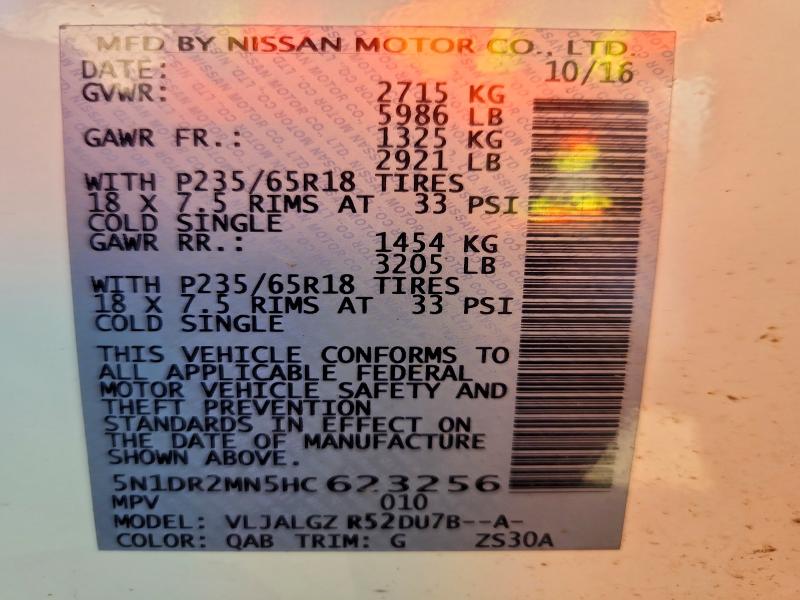 MFD BY NISSAN MOTOR CO., LTD.
DATE: 10/16
GVWR: 2715 KG
5986 LB
GAWR FR.: 1325 KG
2921 LB
WITH P235/65R18 TIRES
18 X 7.5 RIMS AT 33 PSI
COLD SINGLE
GAWR RR.: 1454 KG
3205 LB
WITH P235/65R18 TIRES
18 X 7.5 RIMS AT 33 PSI
COLD SINGLE
THIS VEHICLE CONFORMS TO
ALL APPLICABLE FEDERAL
MOTOR VEHICLE SAFETY AND
THEFT PREVENTION
STANDARDS IN EFFECT ON
THE DATE OF MANUFACTURE
SHOWN ABOVE.
5N1DR2MN5HC 623256
MPV 010
MODEL: VLJALGZ R52DU7B--A-
COLOR: QAB TRIM: G ZS30A